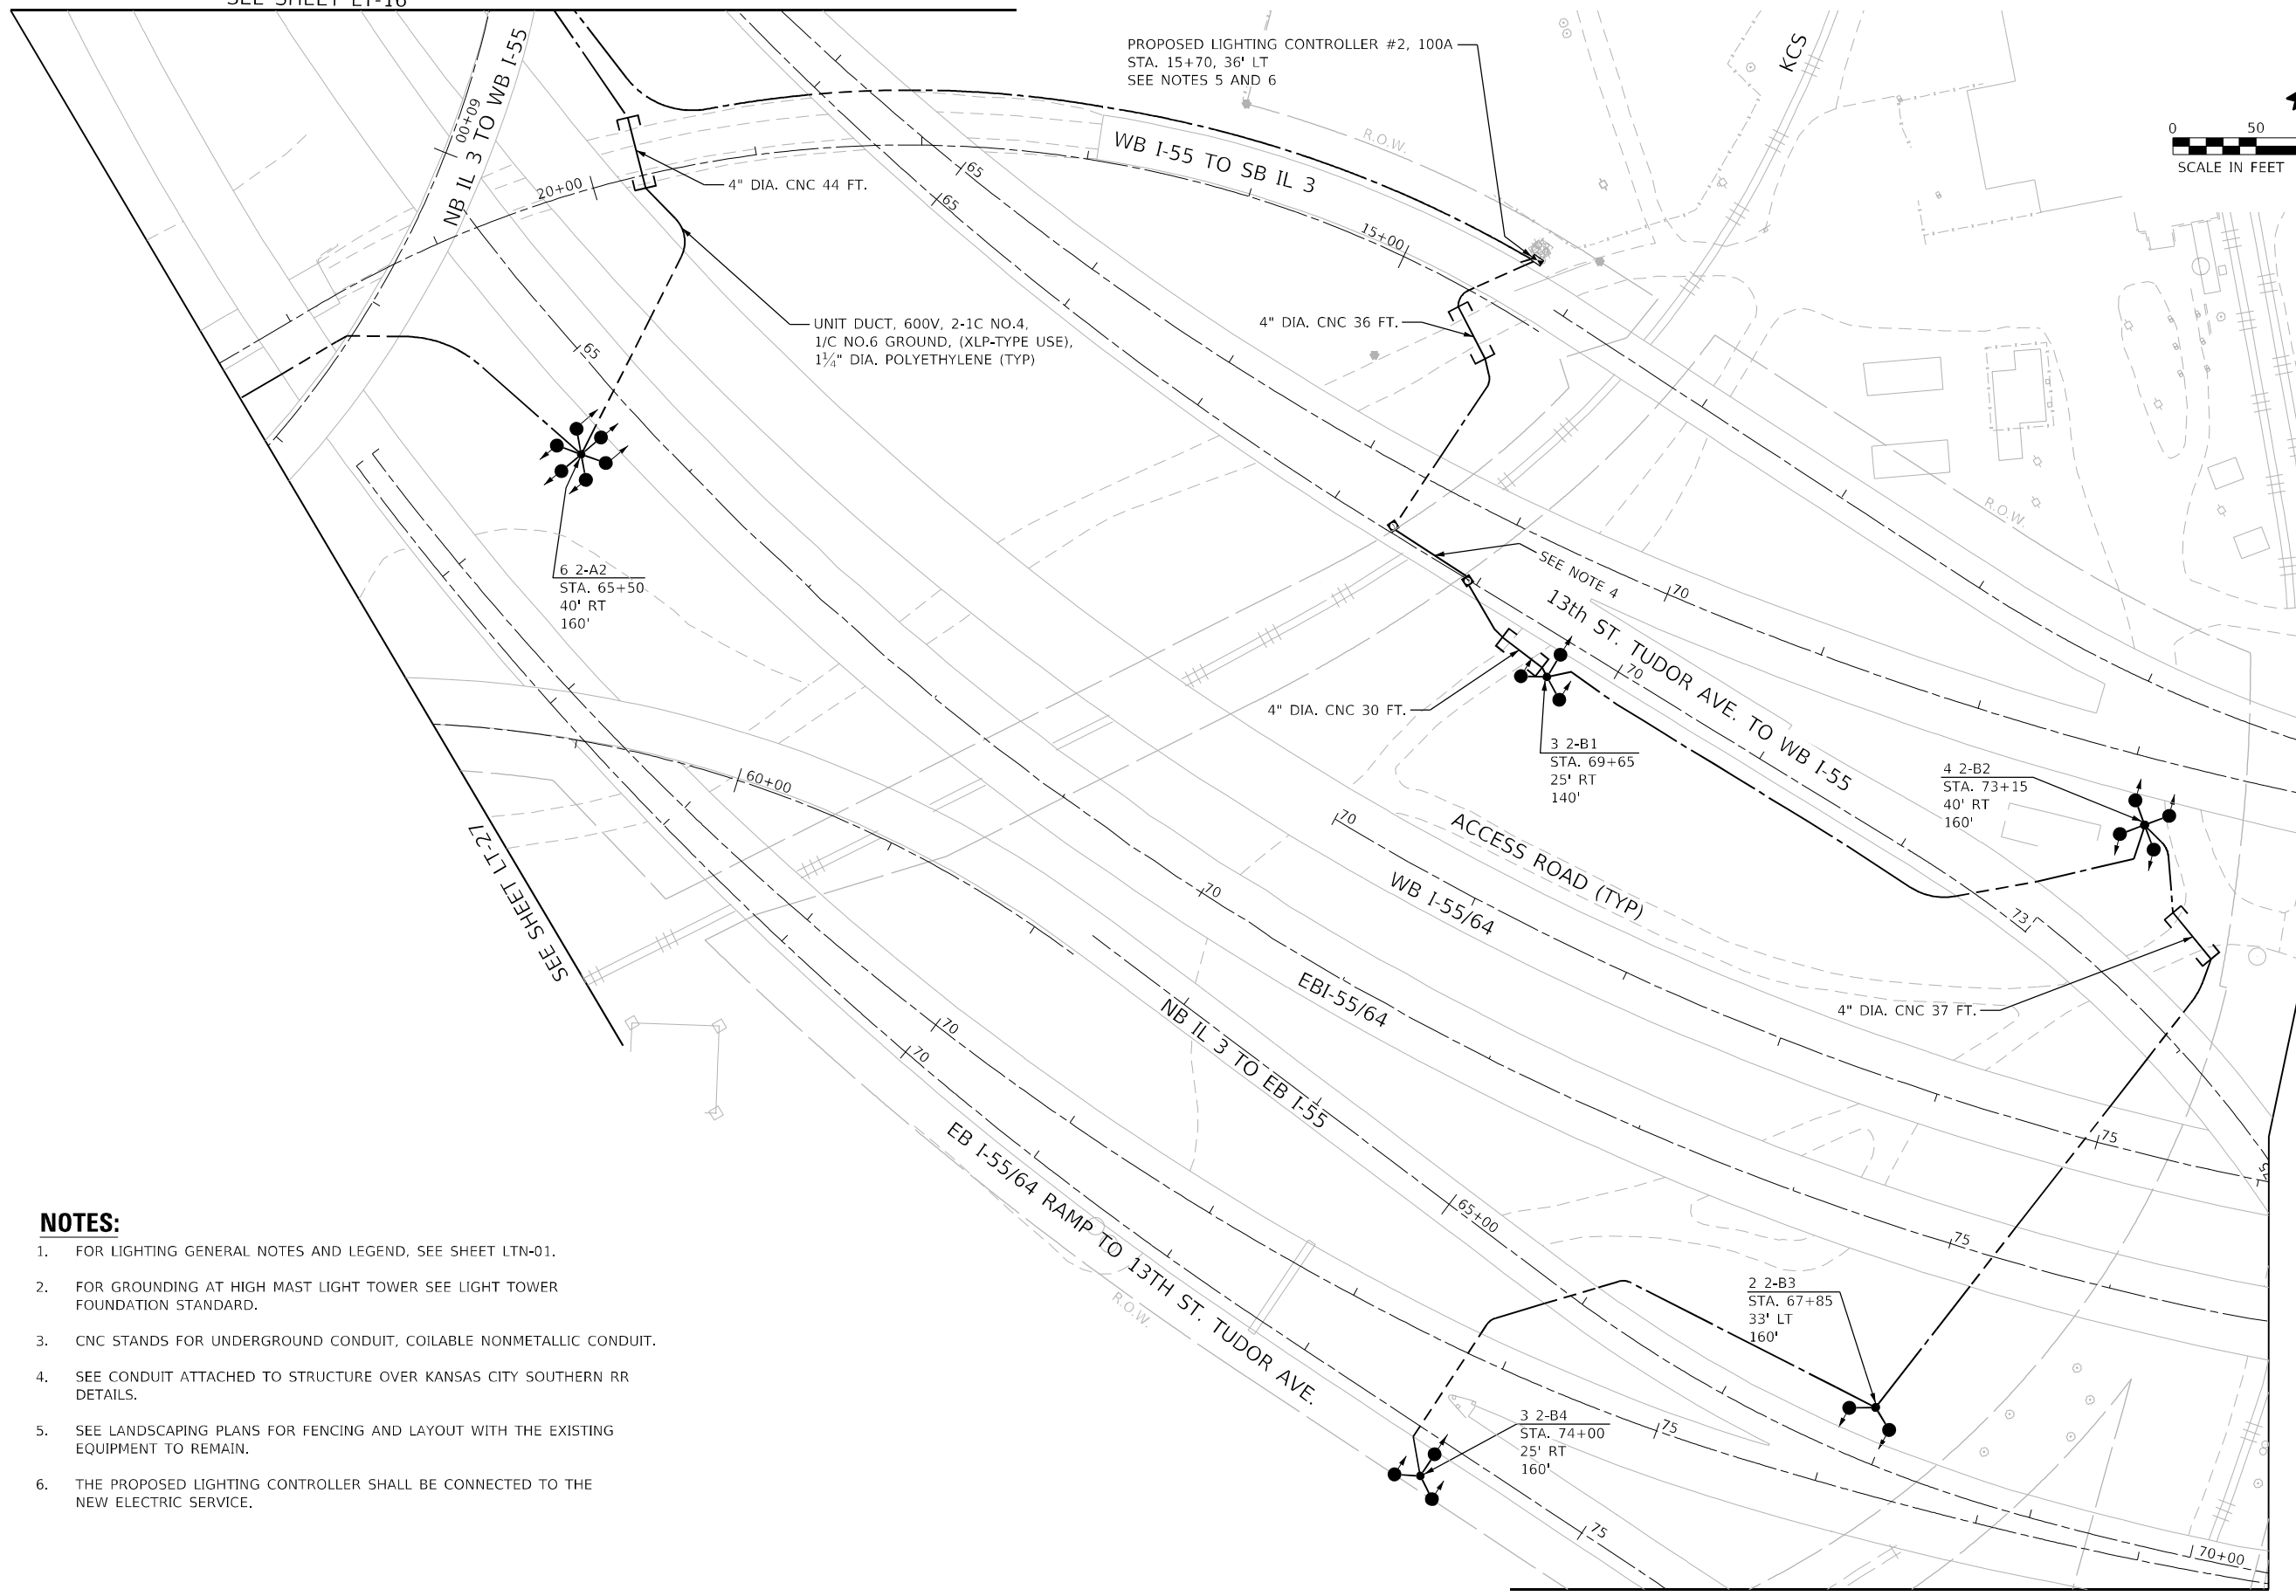 SEE SHEET LT-16
NB IL 3 TO WB I-55
60+00
20+00
4" DIA. CNC 44 FT.
PROPOSED LIGHTING CONTROLLER #2, 100A
STA. 15+70, 36' LT
SEE NOTES 5 AND 6
WB I-55 TO SB IL 3
R.O.W.
KCS
0 50
SCALE IN FEET
65
65
15+00
65
UNIT DUCT, 600V, 2-1C NO.4,
1/C NO.6 GROUND, (XLP-TYPE USE),
1¼" DIA. POLYETHYLENE (TYP)
4" DIA. CNC 36 FT.
R.O.W.
6 2-A2
STA. 65+50
40' RT
160'
SEE NOTE 4
70
13th ST. TUDOR AVE. TO WB I-55
70
4" DIA. CNC 30 FT.
3 2-B1
STA. 69+65
25' RT
140'
4 2-B2
STA. 73+15
40' RT
160'
60+00
SEE SHEET LT-27
70
ACCESS ROAD (TYP)
WB I-55/64
70
73
EBI-55/64
4" DIA. CNC 37 FT.
NB IL 3 TO EB I-55
70
70
EB I-55/64 RAMP TO 13TH ST. TUDOR AVE.
75
75
65+00
R.O.W.
2 2-B3
STA. 67+85
33' LT
160'
3 2-B4
STA. 74+00
25' RT
160'
75
75
70+00
NOTES:
1. FOR LIGHTING GENERAL NOTES AND LEGEND, SEE SHEET LTN-01.
2. FOR GROUNDING AT HIGH MAST LIGHT TOWER SEE LIGHT TOWER
FOUNDATION STANDARD.
3. CNC STANDS FOR UNDERGROUND CONDUIT, COILABLE NONMETALLIC CONDUIT.
4. SEE CONDUIT ATTACHED TO STRUCTURE OVER KANSAS CITY SOUTHERN RR
DETAILS.
5. SEE LANDSCAPING PLANS FOR FENCING AND LAYOUT WITH THE EXISTING
EQUIPMENT TO REMAIN.
6. THE PROPOSED LIGHTING CONTROLLER SHALL BE CONNECTED TO THE
NEW ELECTRIC SERVICE.